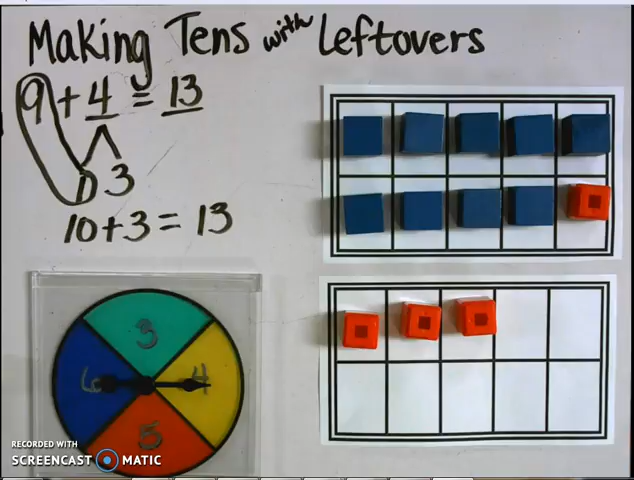 Making Tens with Leftovers
9 + 4 = 13
1 3
10 + 3 = 13
3
6 4
5
RECORDED WITH
SCREENCAST MATIC